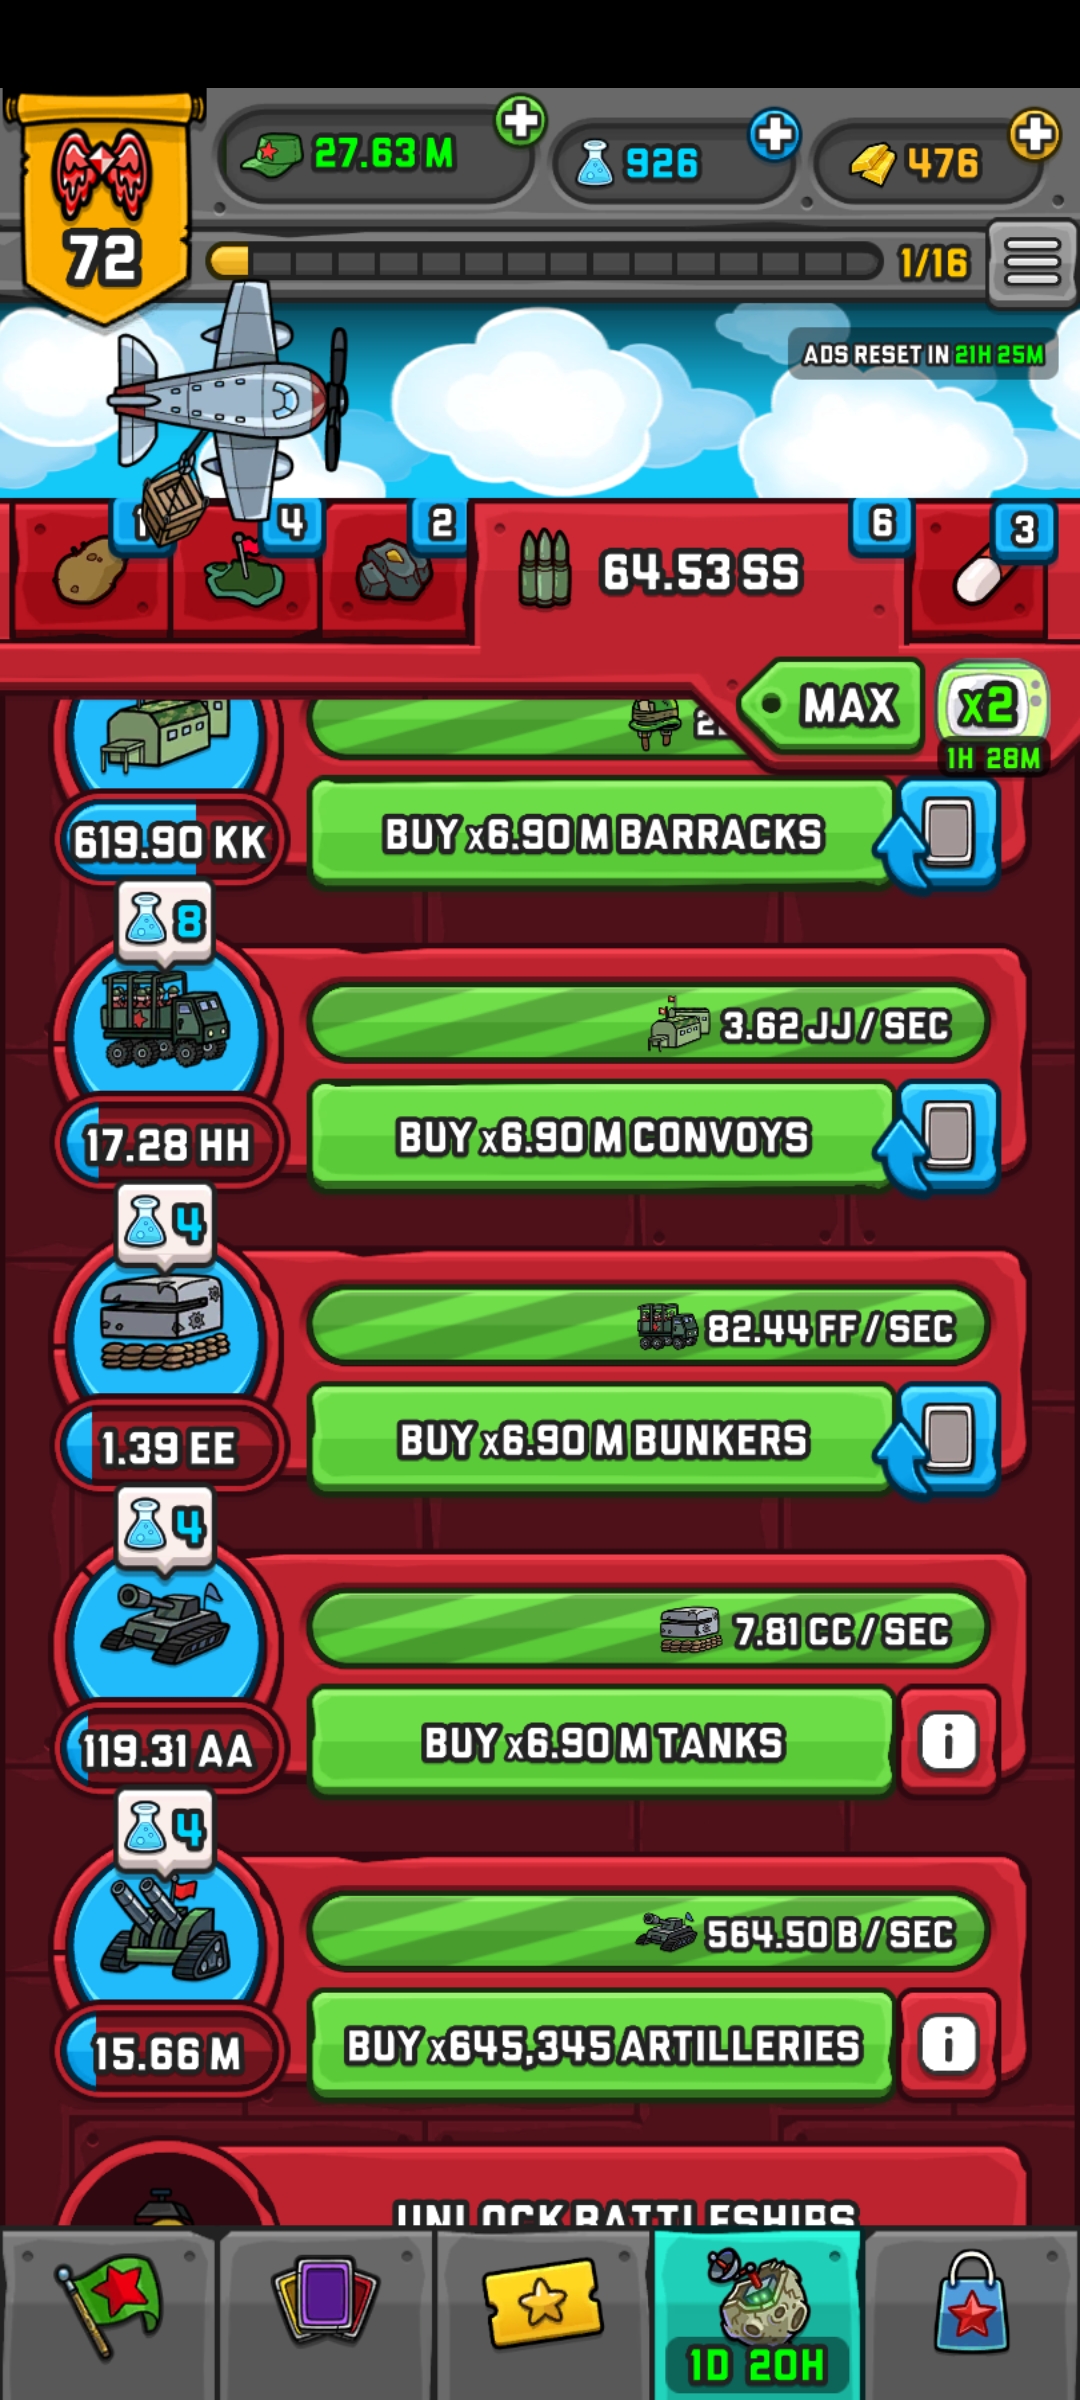 72
27.63 M
926
476
1/16
ADS RESET IN 21H 25M
4
2
64.53 SS
6
3
MAX
x2
1H 28M
619.90 KK
BUY x6.90 M BARRACKS
8
3.62 JJ / SEC
17.28 HH
BUY x6.90 M CONVOYS
4
82.44 FF / SEC
1.39 EE
BUY x6.90 M BUNKERS
4
7.81 CC / SEC
119.31 AA
BUY x6.90 M TANKS
i
4
564.50 B / SEC
15.66 M
BUY x645,345 ARTILLERIES
i
UNLOCK BATTLESHIPS
1D 20H